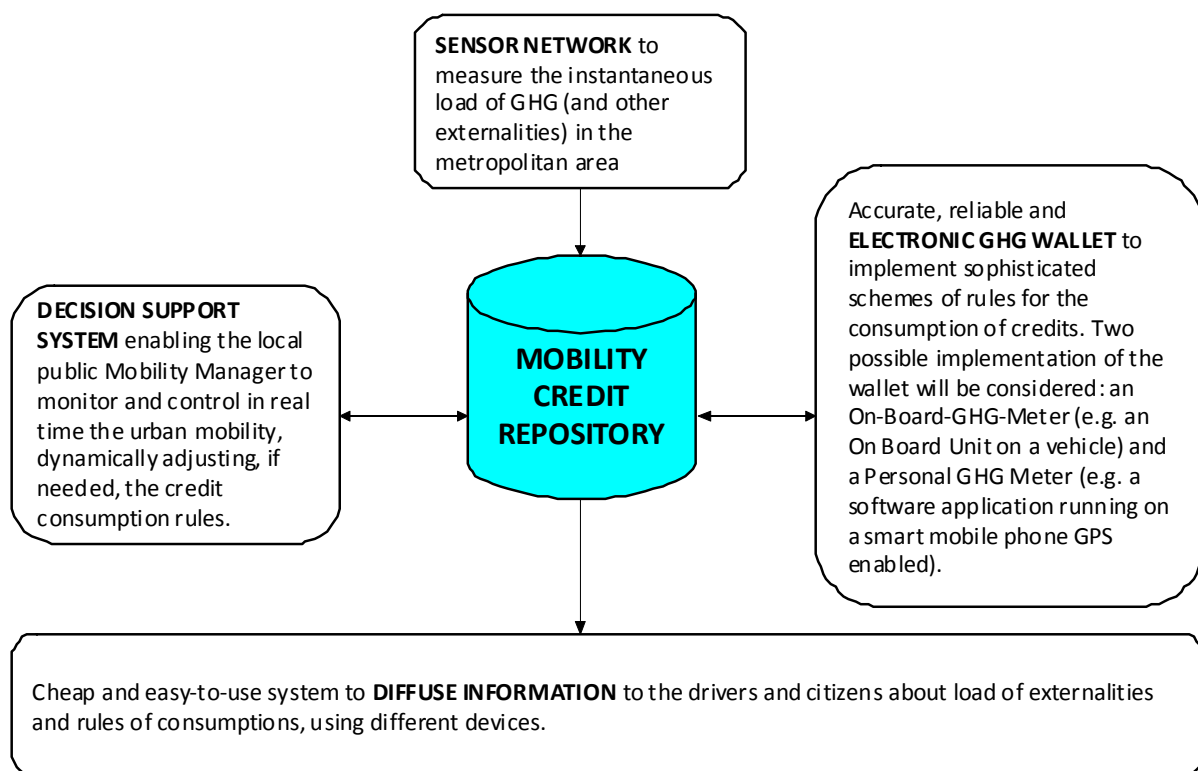 SENSOR NETWORK to
measure the instantaneous
load of GHG (and other
externalities) in the
metropolitan area
DECISION SUPPORT
SYSTEM enabling the local
public Mobility Manager to
monitor and control in real
time the urban mobility,
dynamically adjusting, if
needed, the credit
consumption rules.
MOBILITY
CREDIT
REPOSITORY
Accurate, reliable and
ELECTRONIC GHG WALLET to
implement sophisticated
schemes of rules for the
consumption of credits. Two
possible implementation of the
wallet will be considered: an
On-Board-GHG-Meter (e.g. an
On Board Unit on a vehicle) and
a Personal GHG Meter (e.g. a
software application running on
a smart mobile phone GPS
enabled).
Cheap and easy-to-use system to DIFFUSE INFORMATION to the drivers and citizens about load of externalities
and rules of consumptions, using different devices.